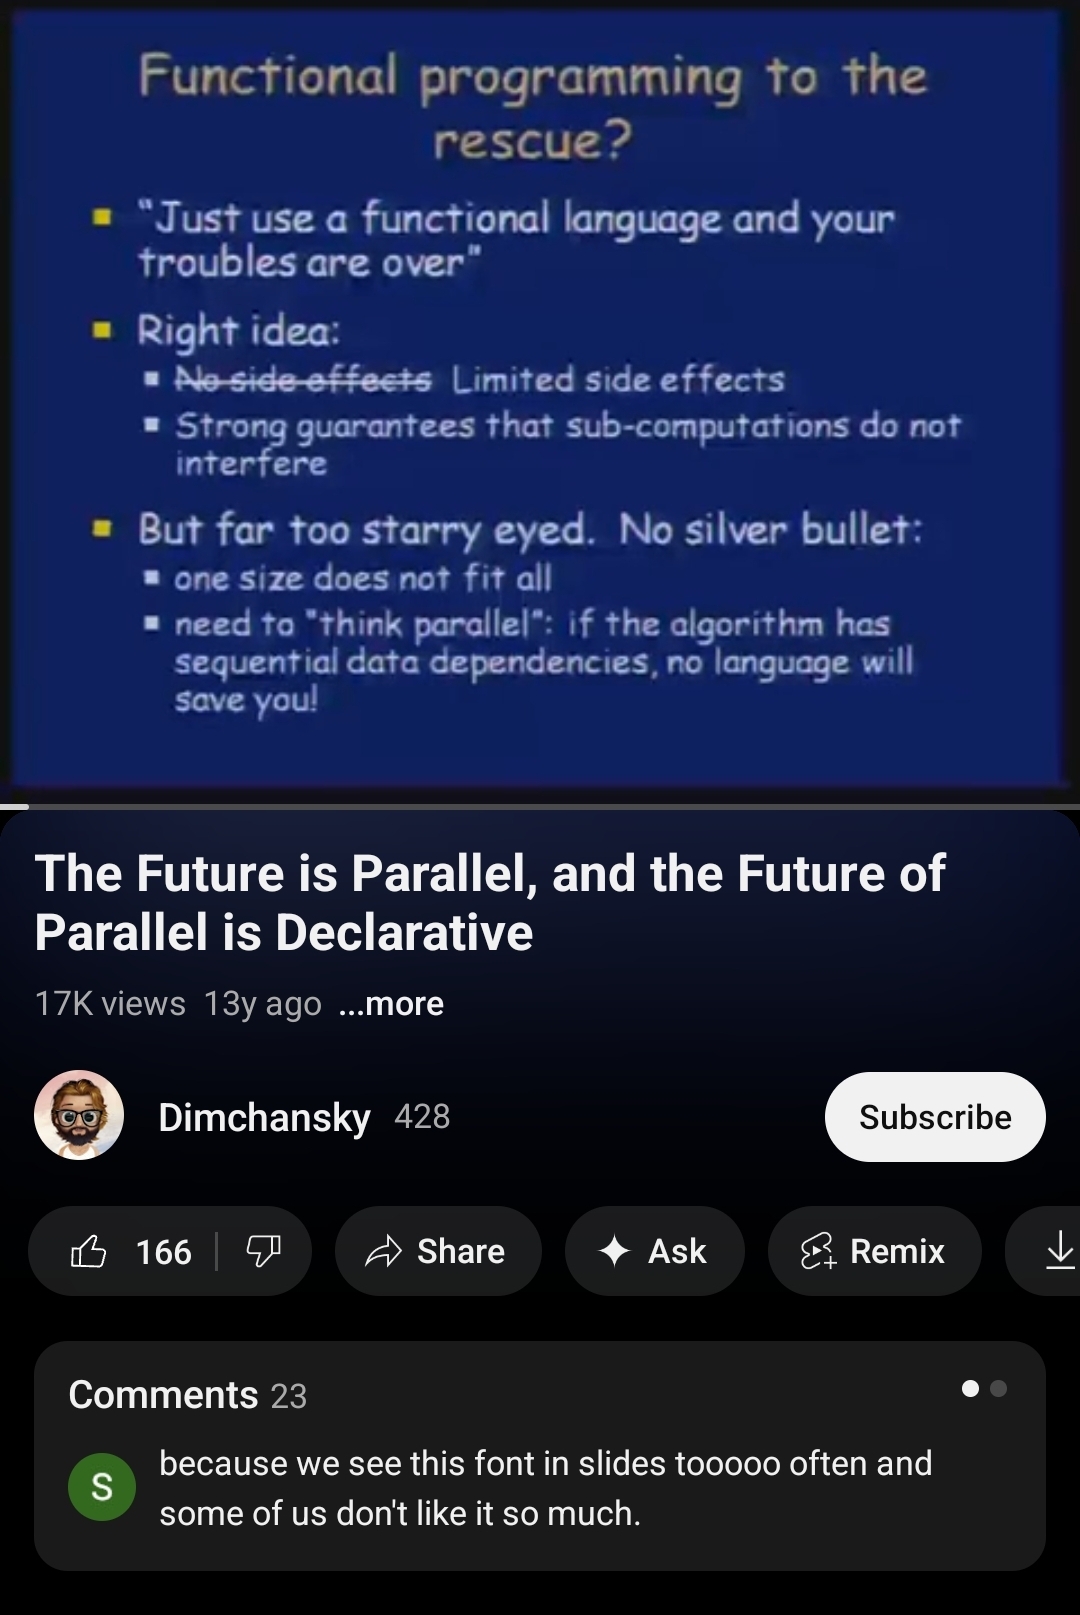 Functional programming to the
rescue?
"Just use a functional language and your
troubles are over"
Right idea:
No side effects Limited side effects
Strong guarantees that sub-computations do not
interfere
But far too starry eyed. No silver bullet:
one size does not fit all
need to "think parallel": if the algorithm has
sequential data dependencies, no language will
save you!
The Future is Parallel, and the Future of
Parallel is Declarative
17K views 13y ago ...more
Dimchansky 428
Subscribe
166 Share Ask Remix
Comments 23
S
because we see this font in slides tooooo often and
some of us don't like it so much.